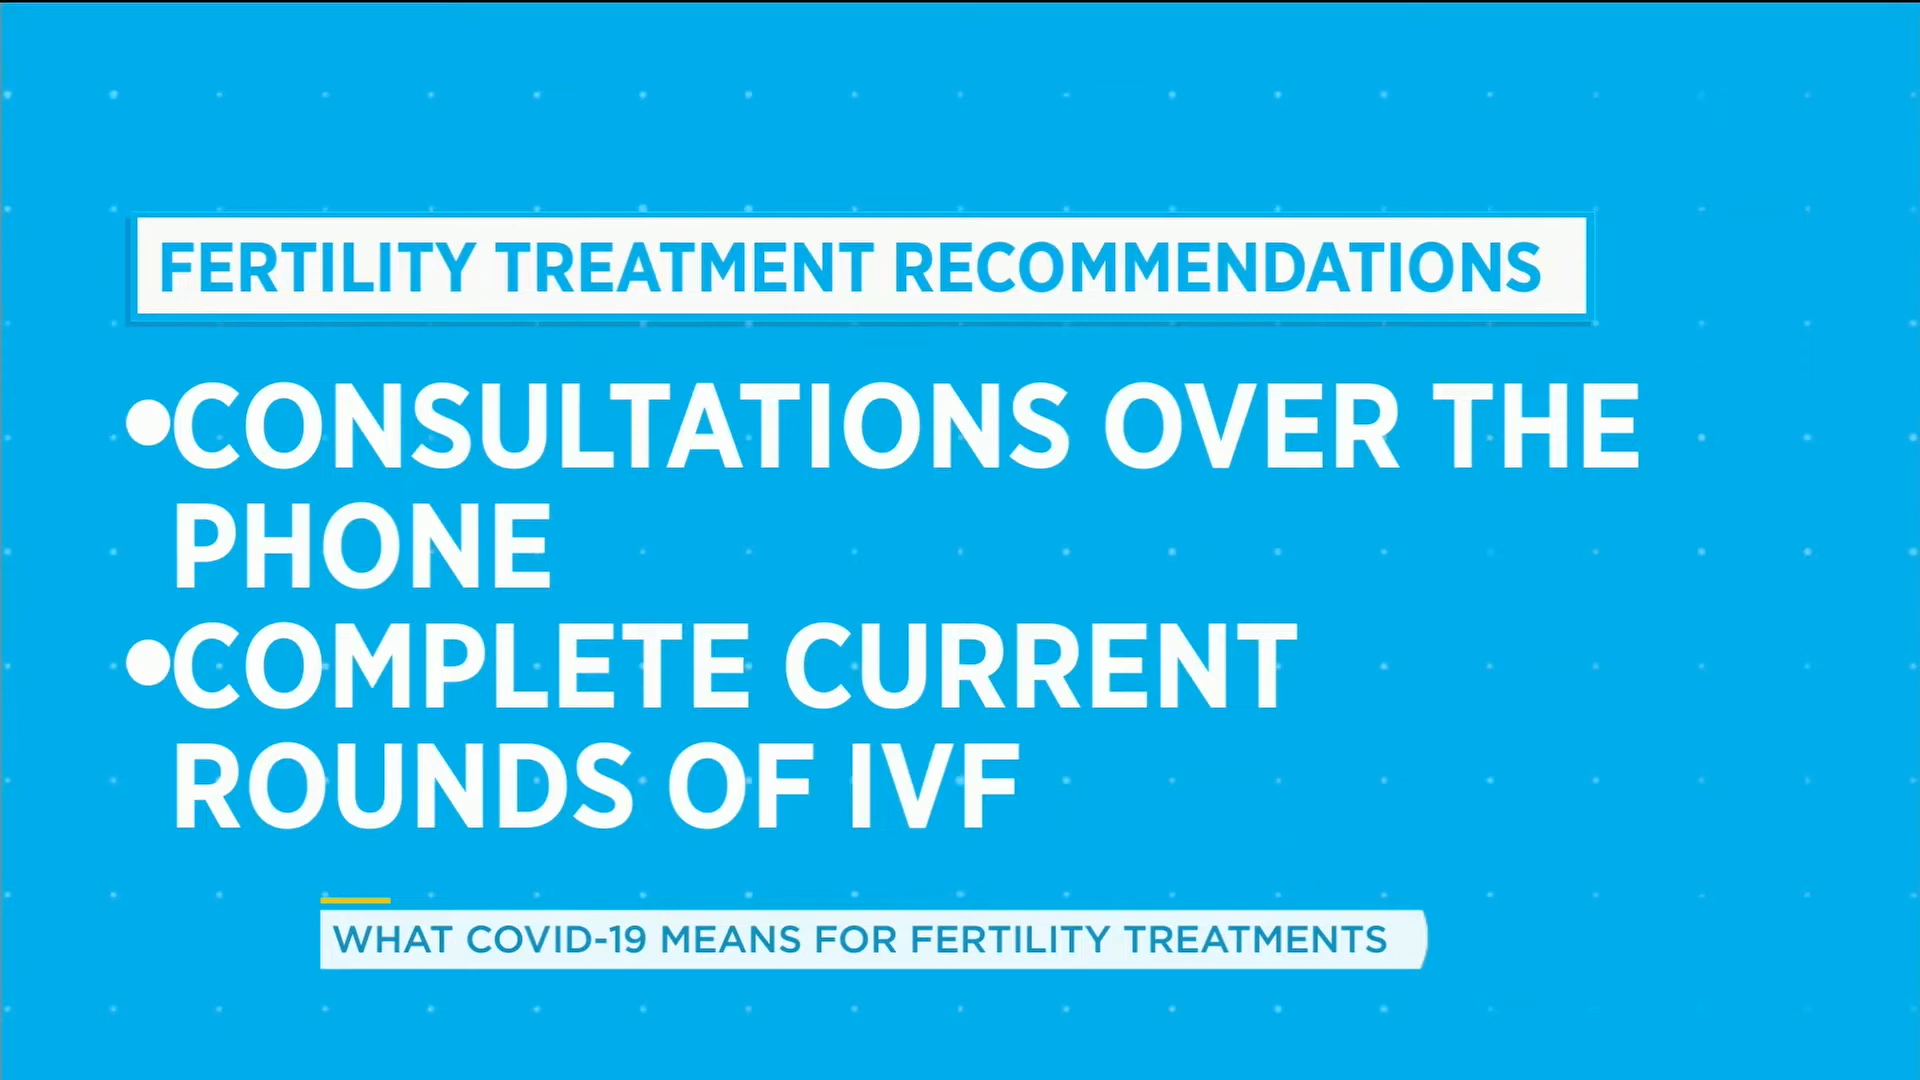 FERTILITY TREATMENT RECOMMENDATIONS
•CONSULTATIONS OVER THE
PHONE
•COMPLETE CURRENT
ROUNDS OF IVF
WHAT COVID-19 MEANS FOR FERTILITY TREATMENTS